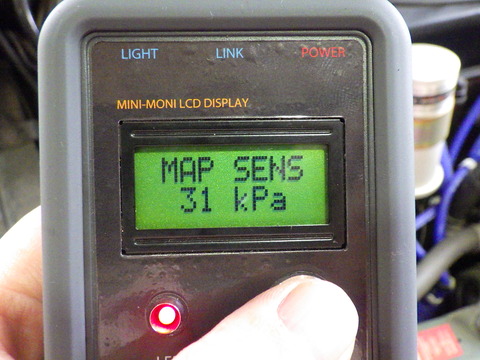 LIGHT LINK POWER
MINI-MONI LCD DISPLAY
MAP SENS
31 kPa